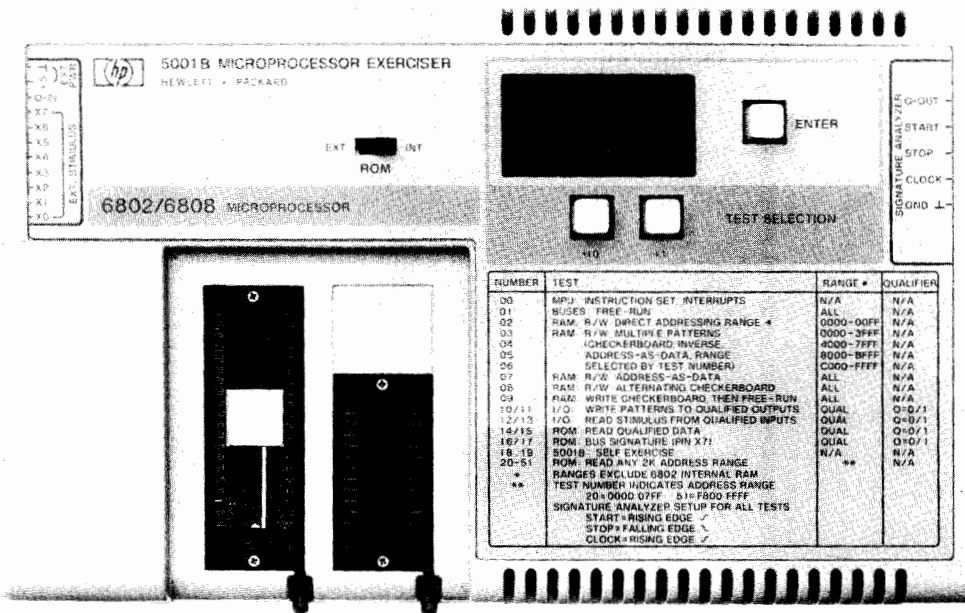 hp
5001B MICROPROCESSOR EXERCISER
HEWLETT • PACKARD
EXT
INT
ROM
6802/6808 MICROPROCESSOR
X7
X6
X5
X4
X3
X2
X1
X0
EXT. STIMULUS
ENTER
+10
+1
TEST SELECTION
SIGNATURE ANALYZER
Q-OUT
START
STOP
CLOCK
GND ⊥
NUMBER TEST RANGE * QUALIFIER
00 MPU: INSTRUCTION SET, INTERRUPTS N/A N/A
01 BUSES: FREE-RUN ALL N/A
02 RAM: R/W DIRECT ADDRESSING RANGE * 0000-00FF N/A
03 RAM: R/W MULTIPLE PATTERNS 0000-3FFF N/A
04 (CHECKERBOARD, INVERSE, 4000-7FFF N/A
05 ADDRESS-AS-DATA, RANGE 8000-BFFF N/A
06 SELECTED BY TEST NUMBER) C000-FFFF N/A
07 RAM: R/W ADDRESS-AS-DATA ALL N/A
08 RAM: R/W ALTERNATING CHECKERBOARD ALL N/A
09 RAM: WRITE CHECKERBOARD, THEN FREE-RUN ALL N/A
10/11 I/O: WRITE PATTERNS TO QUALIFIED OUTPUTS QUAL Q=0/1
12/13 I/O: READ STIMULUS FROM QUALIFIED INPUTS QUAL Q=0/1
14/15 ROM: READ QUALIFIED DATA QUAL Q=0/1
16/17 ROM: BUS SIGNATURE (PIN X7) QUAL Q=0/1
18, 19 5001B: SELF EXERCISE N/A N/A
20-51 ROM: READ ANY 2K ADDRESS RANGE ** N/A
* RANGES EXCLUDE 6802 INTERNAL RAM
** TEST NUMBER INDICATES ADDRESS RANGE
20=0000-07FF 51=F800-FFFF
SIGNATURE ANALYZER SETUP FOR ALL TESTS
START=RISING EDGE
STOP=FALLING EDGE
CLOCK=RISING EDGE